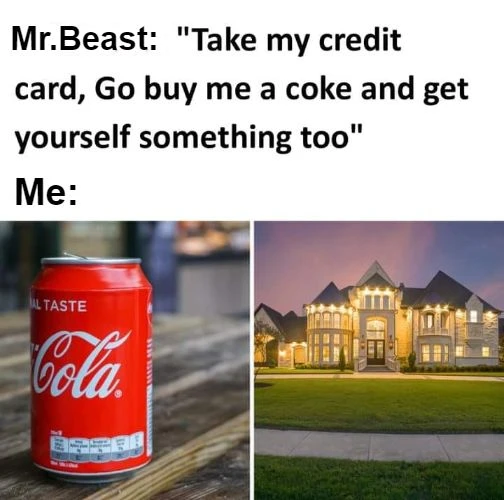 Mr.Beast: "Take my credit
card, Go buy me a coke and get
yourself something too"
Me:
AL TASTE
Cola